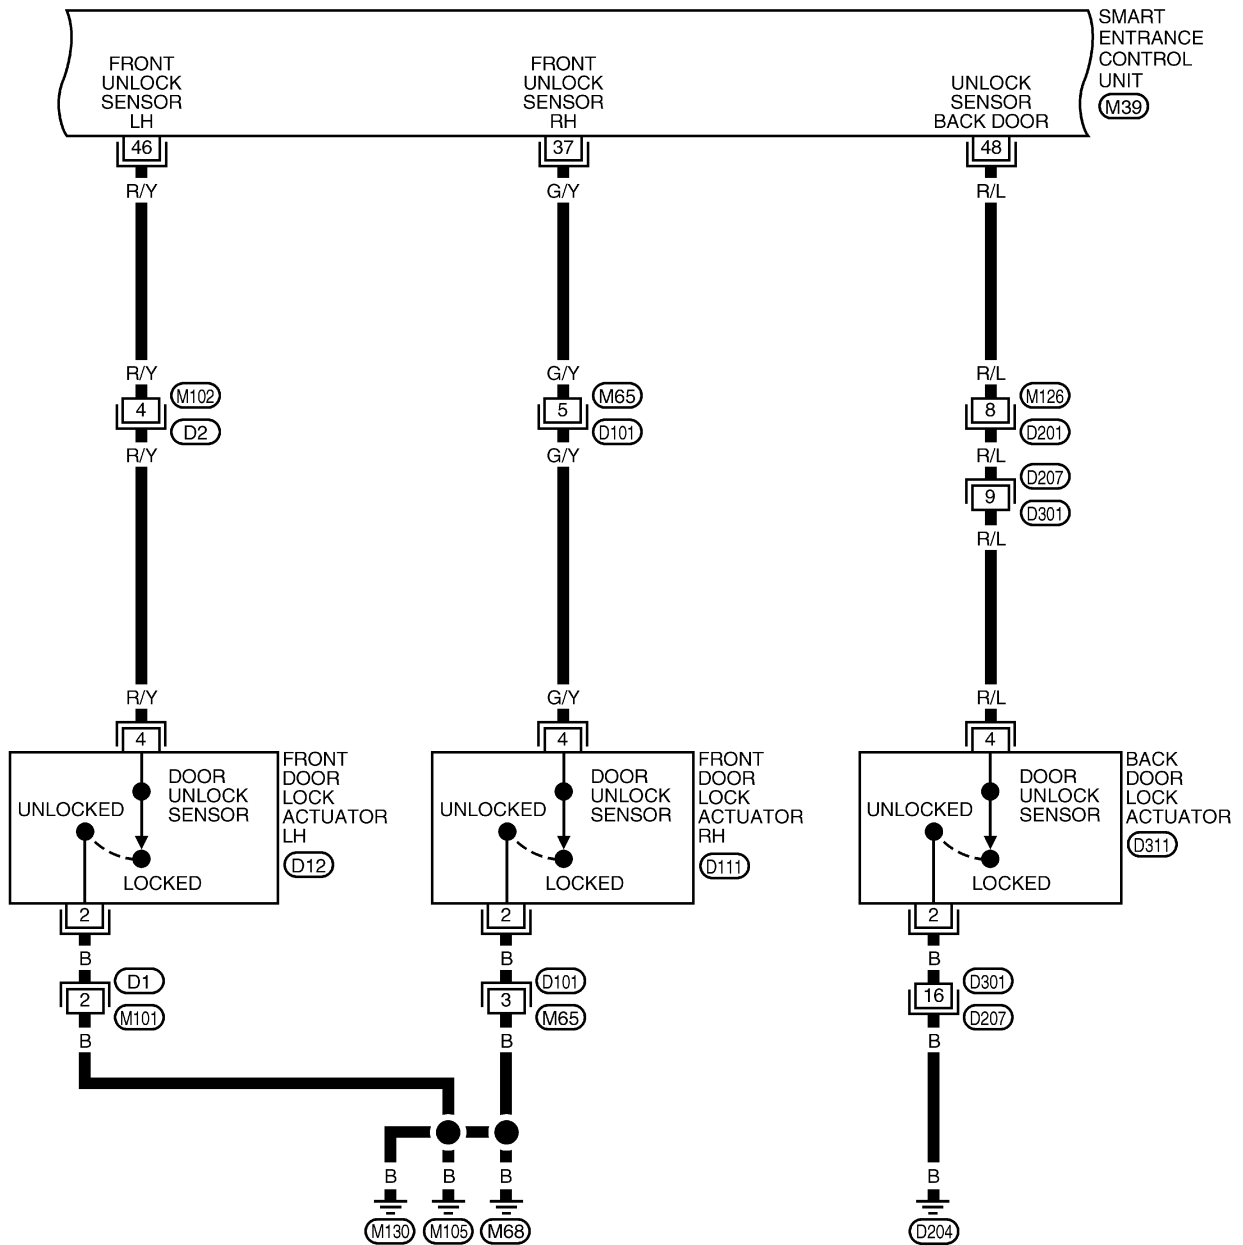 SMART
ENTRANCE
CONTROL
UNIT
M39
FRONT
UNLOCK
SENSOR
LH
FRONT
UNLOCK
SENSOR
RH
UNLOCK
SENSOR
BACK DOOR
46
37
48
R/Y
G/Y
R/L
R/Y
G/Y
R/L
4
M102
D2
5
M65
D101
8
M126
D201
R/Y
G/Y
R/L
9
D207
D301
R/L
R/Y
G/Y
R/L
4
4
4
DOOR
UNLOCK
SENSOR
UNLOCKED
LOCKED
FRONT
DOOR
LOCK
ACTUATOR
LH
D12
DOOR
UNLOCK
SENSOR
UNLOCKED
LOCKED
FRONT
DOOR
LOCK
ACTUATOR
RH
D111
DOOR
UNLOCK
SENSOR
UNLOCKED
LOCKED
BACK
DOOR
LOCK
ACTUATOR
D311
2
2
2
B
B
B
2
D1
M101
3
D101
M65
16
D301
D207
B
B
B
B
B
B
B
M130
M105
M68
D204